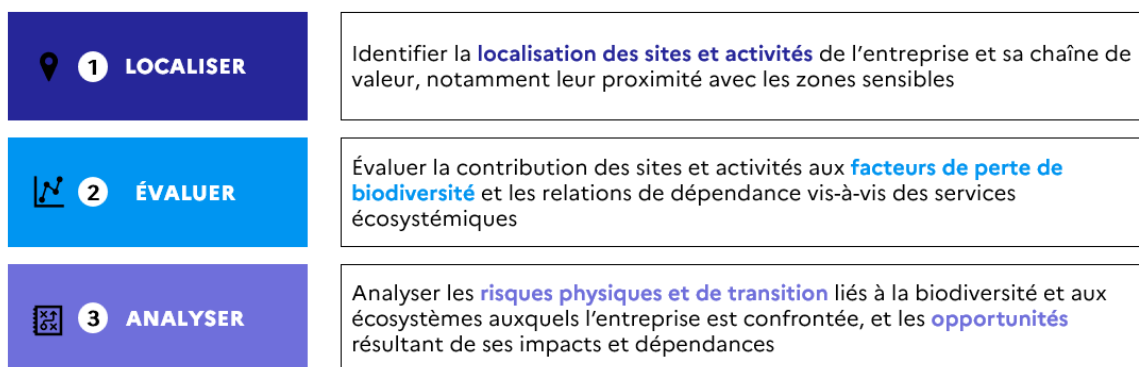 1 LOCALISER
Identifier la localisation des sites et activités de l'entreprise et sa chaîne de
valeur, notamment leur proximité avec les zones sensibles
2 ÉVALUER
Évaluer la contribution des sites et activités aux facteurs de perte de
biodiversité et les relations de dépendance vis-à-vis des services
écosystémiques
3 ANALYSER
Analyser les risques physiques et de transition liés à la biodiversité et aux
écosystèmes auxquels l'entreprise est confrontée, et les opportunités
résultant de ses impacts et dépendances